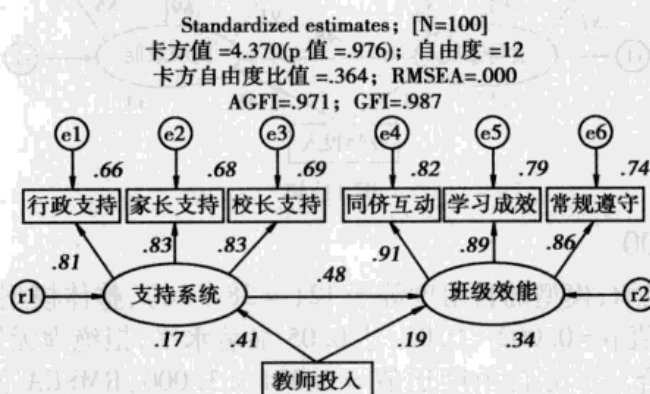 Standardized estimates; [N=100]
卡方值=4.370(p 值=.976); 自由度=12
卡方自由度比值=.364; RMSEA=.000
AGFI=.971; GFI=.987
e1 e2 e3 e4 e5 e6
.66 .68 .69 .82 .79 .74
行政支持 家长支持 校长支持 同侪互动 学习成效 常规遵守
.81 .83 .83 .91 .89 .86
r1 支持系统 .48 班级效能 r2
.17 .41 .19 .34
教师投入